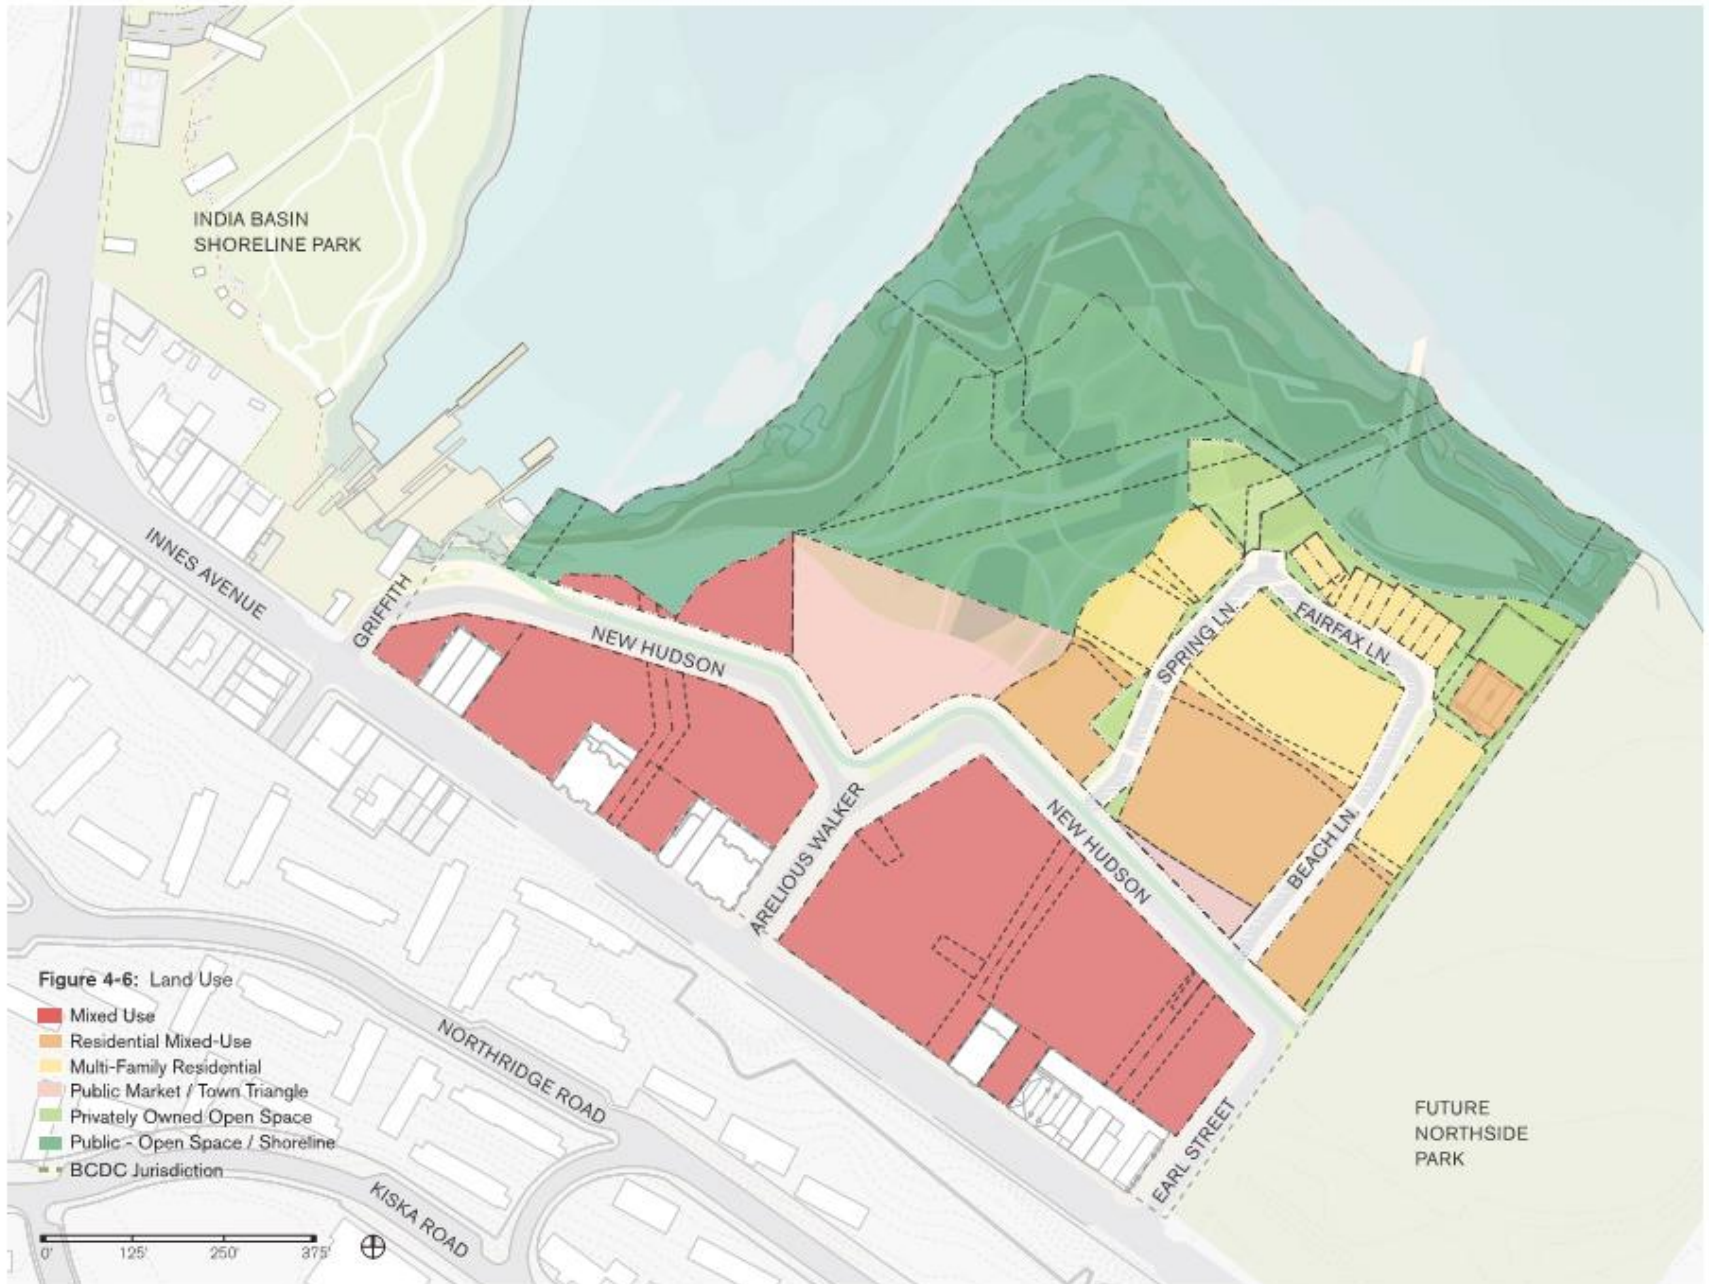 INDIA BASIN
SHORELINE PARK
INNES AVENUE
GRIFFITH
NEW HUDSON
SPRING LN.
FAIRFAX LN.
ARELIOUS WALKER
NEW HUDSON
BEACH LN.
Figure 4-6: Land Use
Mixed Use
Residential Mixed-Use
Multi-Family Residential
Public Market / Town Triangle
Privately Owned Open Space
Public - Open Space / Shoreline
BCDC Jurisdiction
NORTHRIDGE ROAD
KISKA ROAD
EARL STREET
FUTURE
NORTHSIDE
PARK
0' 125' 250' 375'